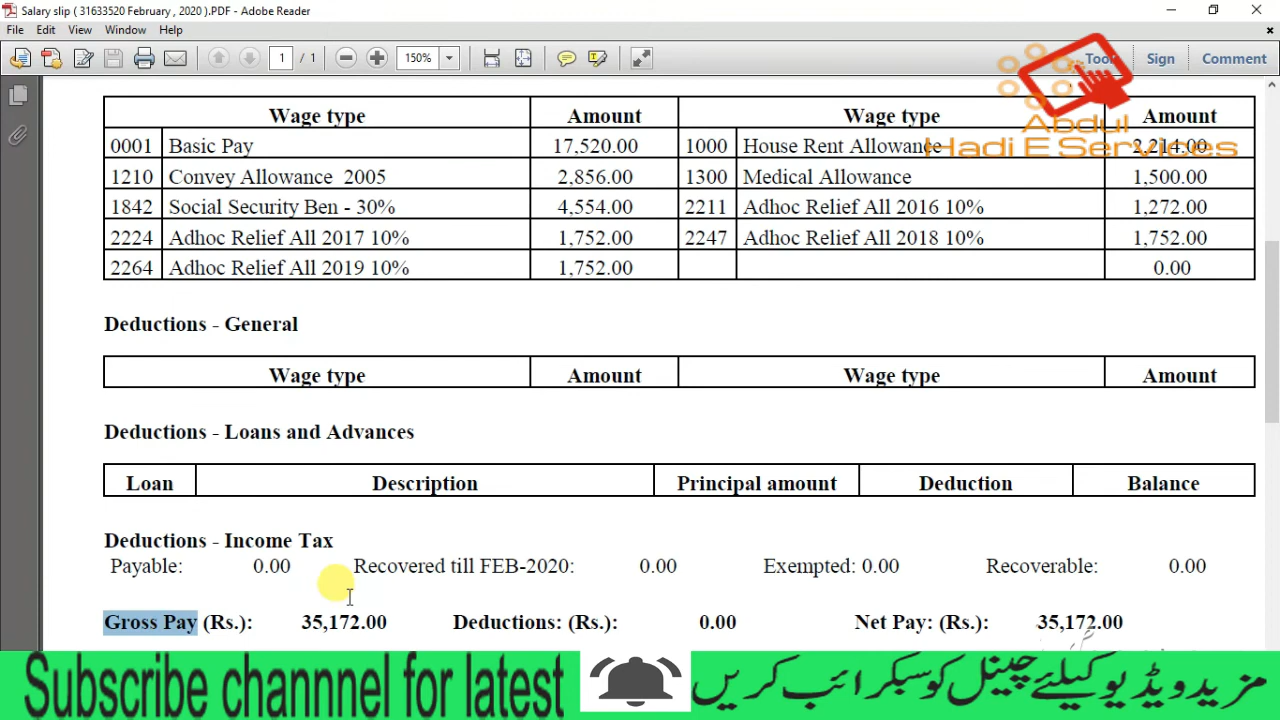 Salary slip ( 31633520 February , 2020 ).PDF - Adobe Reader
File Edit View Window Help
1 / 1 150% Tools Sign Comment
Abdul
Hadi E Services
Wage type Amount Wage type Amount
0001 Basic Pay 17,520.00 1000 House Rent Allowance 2,214.00
1210 Convey Allowance 2005 2,856.00 1300 Medical Allowance 1,500.00
1842 Social Security Ben - 30% 4,554.00 2211 Adhoc Relief All 2016 10% 1,272.00
2224 Adhoc Relief All 2017 10% 1,752.00 2247 Adhoc Relief All 2018 10% 1,752.00
2264 Adhoc Relief All 2019 10% 1,752.00 0.00
Deductions - General
Wage type Amount Wage type Amount
Deductions - Loans and Advances
Loan Description Principal amount Deduction Balance
Deductions - Income Tax
Payable: 0.00 Recovered till FEB-2020: 0.00 Exempted: 0.00 Recoverable: 0.00
Gross Pay (Rs.): 35,172.00 Deductions: (Rs.): 0.00 Net Pay: (Rs.): 35,172.00
Subscribe channnel for latest
مزید ویڈیو کیلئے چینل کو سبکرائب کریں